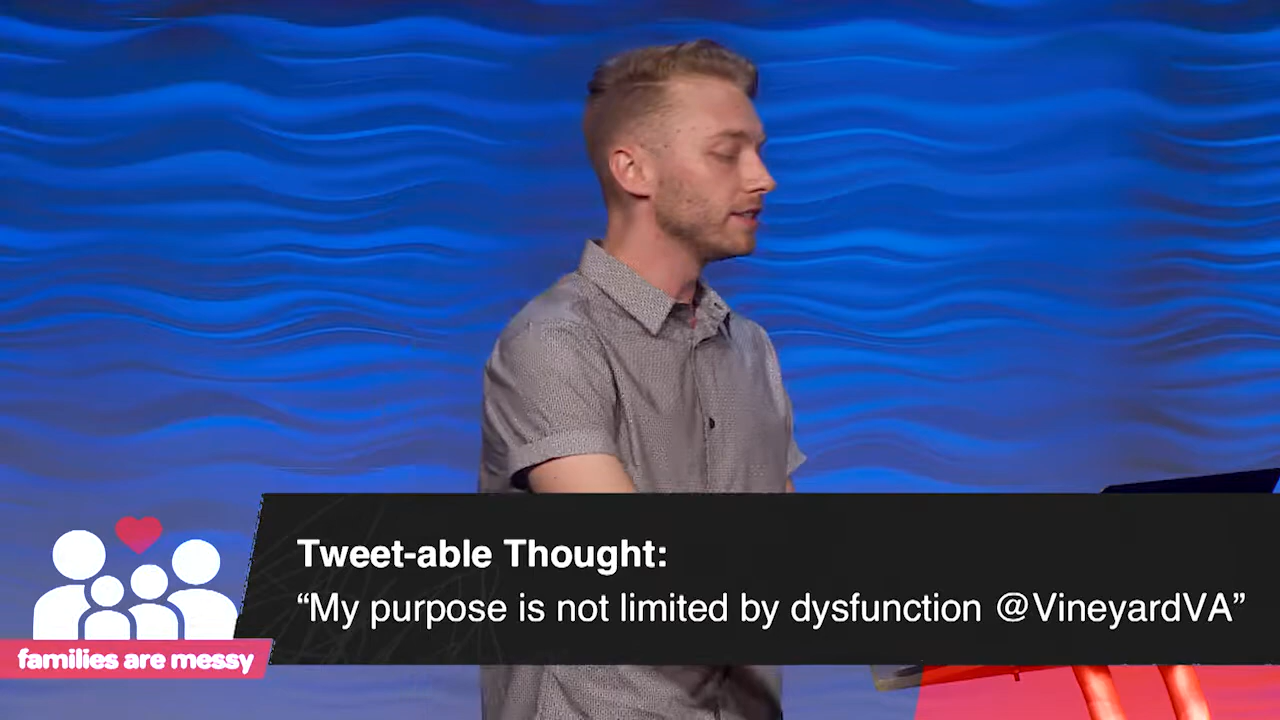 Tweet-able Thought:
“My purpose is not limited by dysfunction @VineyardVA”
families are messy